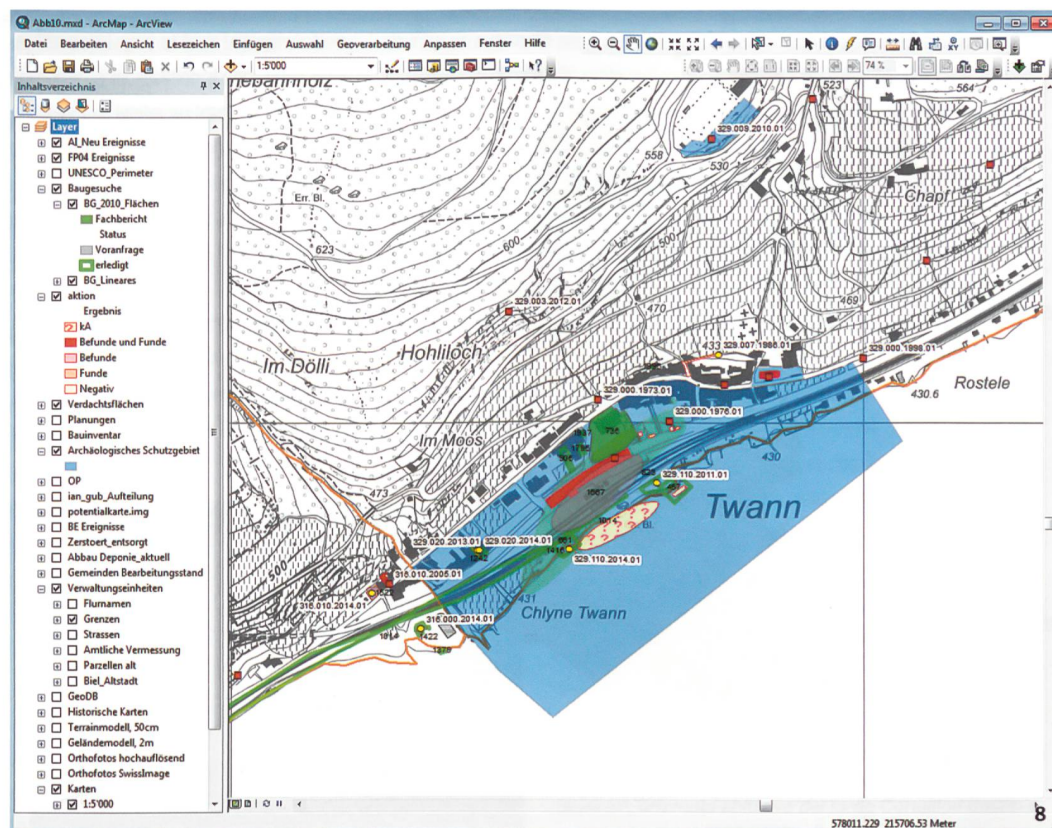 Abb10.mxd - ArcMap - ArcView
Datei Bearbeiten Ansicht Lesezeichen Einfügen Auswahl Geoverarbeitung Anpassen Fenster Hilfe
1:5'000
74 %
Inhaltsverzeichnis
Layer
AI_Neu Ereignisse
FP04 Ereignisse
UNESCO_Perimeter
Baugesuche
BG_2010_Flächen
Fachbericht
Status
Voranfrage
erledigt
BG_Lineares
aktion
Ergebnis
kA
Befunde und Funde
Befunde
Funde
Negativ
Verdachtsflächen
Planungen
Bauinventar
Archäologisches Schutzgebiet
OP
ian_gub_Aufteilung
potentialkarte.img
BE Ereignisse
Zerstoert_entsorgt
Abbau Deponie_aktuell
Gemeinden Bearbeitungsstand
Verwaltungseinheiten
Flurnamen
Grenzen
Strassen
Amtliche Vermessung
Parzellen alt
Biel_Altstadt
GeoDB
Historische Karten
Terrainmodell, 50cm
Geländemodell, 2m
Orthofotos hochauflösend
Orthofotos SwissImage
Karten
1:5'000
523
564
329.009.2010.01
558
530
Chapf
Err. Bl.
623
600
500
329.003.2012.01
470
469
Hohliloch
433
329.007.1986.01
329.000.1998.01
Im Dölli
Rostele
430.6
329.000.1973.01
329.000.1976.01
736
Im Moos
430
473
329.110.2011.01
1667
Twann
Bl.
329.020.2013.01
329.020.2014.01
1242
329.110.2014.01
500
316.010.2005.01
431
316.010.2014.01
Chlyne Twann
316.000.2014.01
1422
578011.229 215706.53 Meter
8